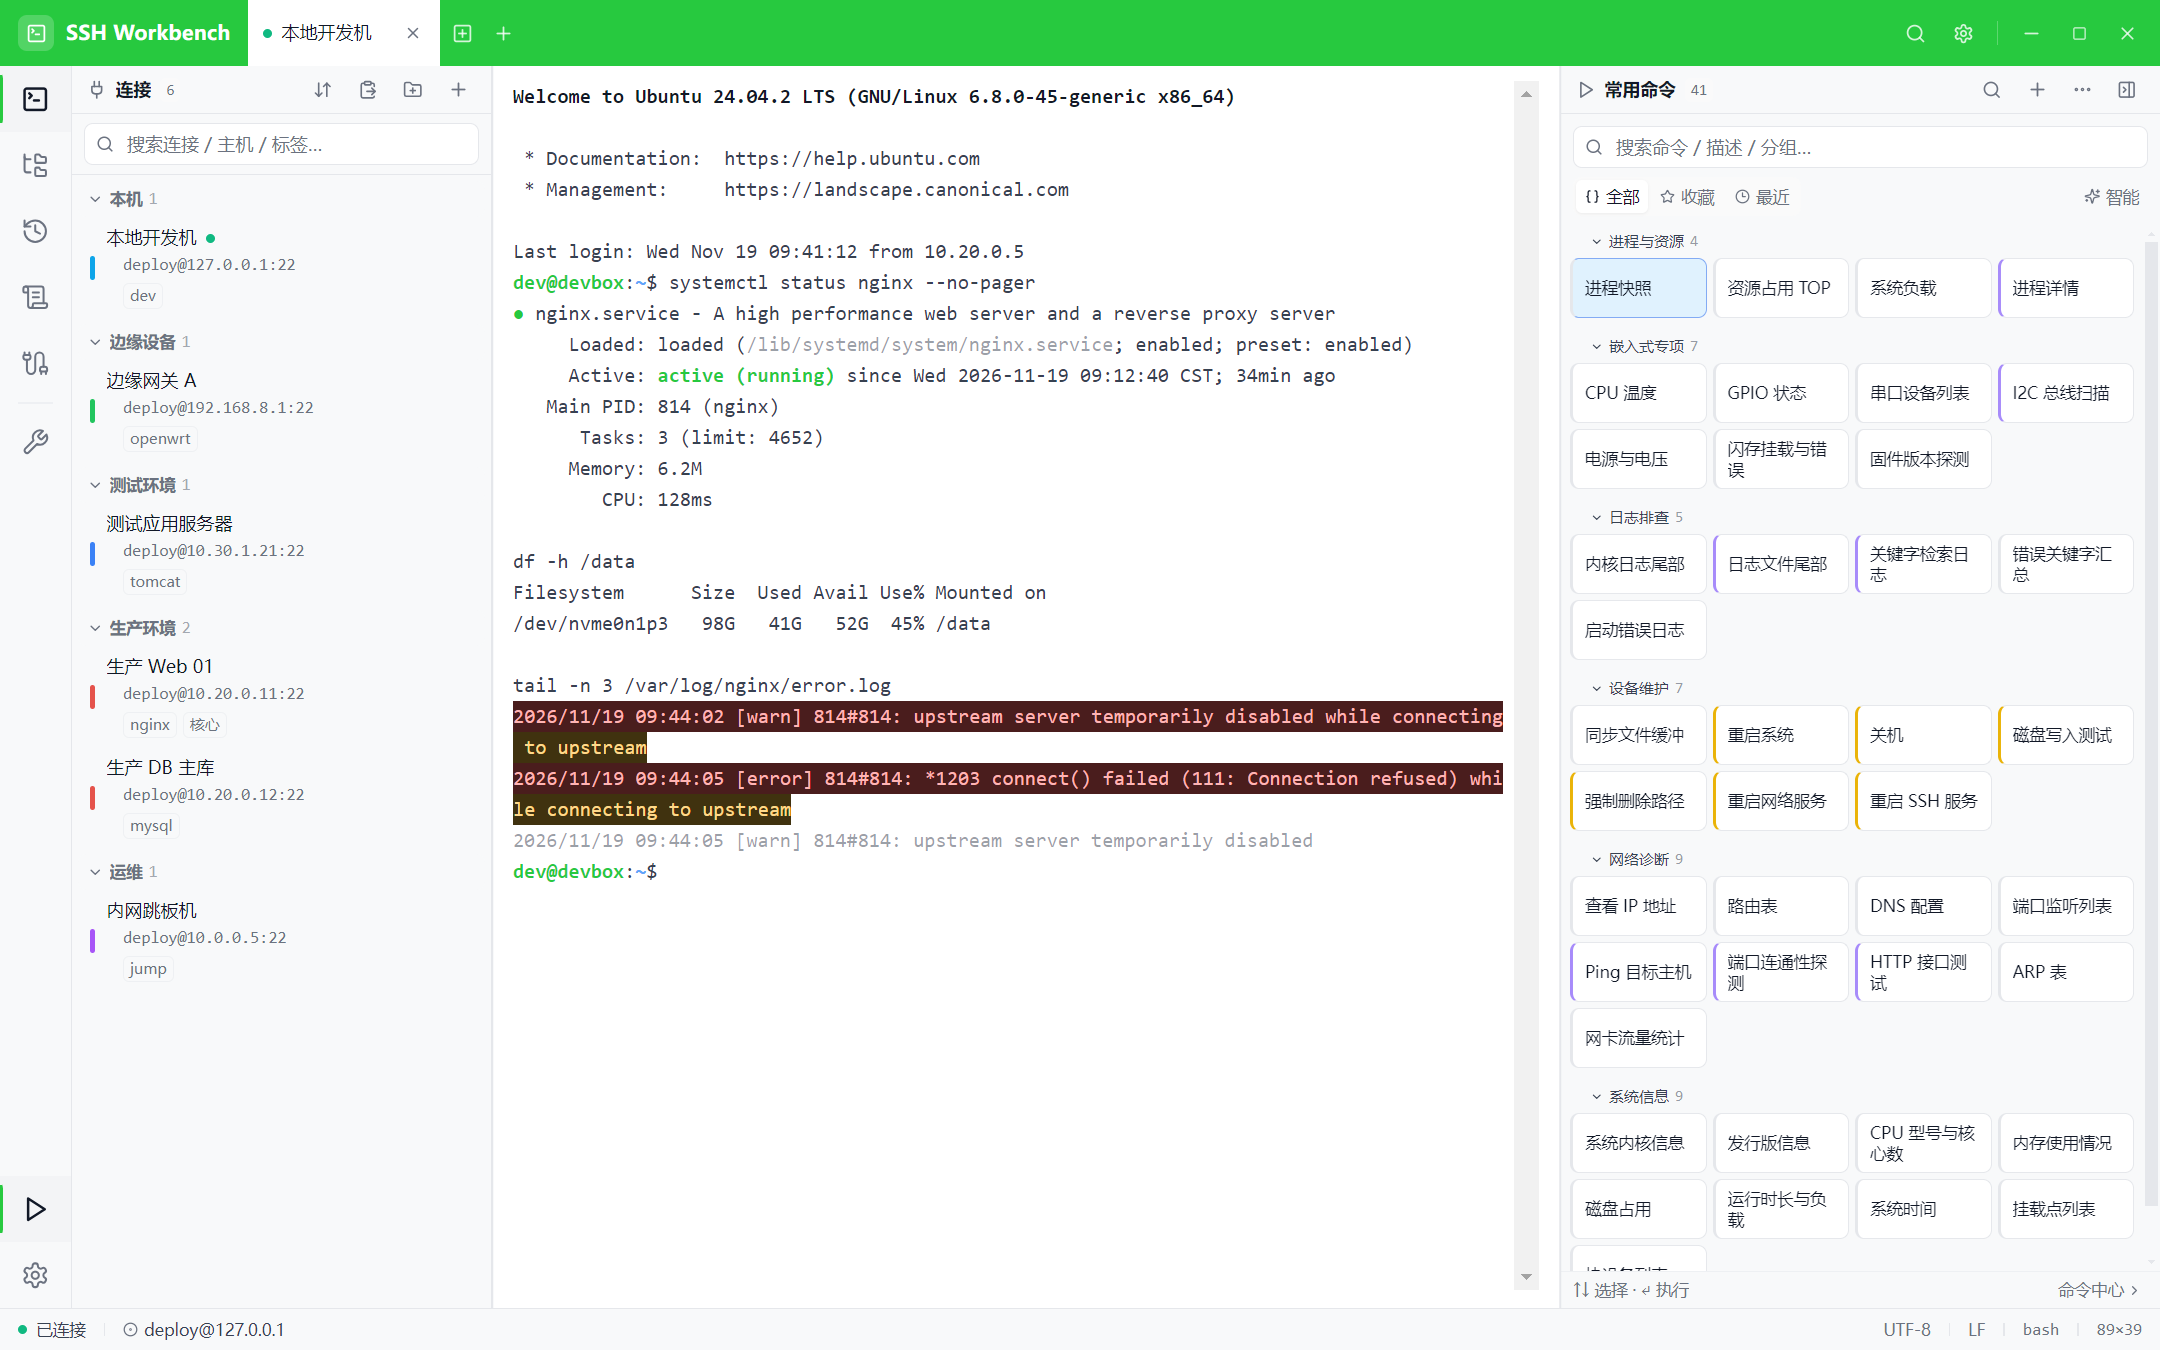 SSH Workbench
本地开发机
连接 6
搜索连接 / 主机 / 标签...
本机 1
本地开发机
deploy@127.0.0.1:22
dev
边缘设备 1
边缘网关 A
deploy@192.168.8.1:22
openwrt
测试环境 1
测试应用服务器
deploy@10.30.1.21:22
tomcat
生产环境 2
生产 Web 01
deploy@10.20.0.11:22
nginx 核心
生产 DB 主库
deploy@10.20.0.12:22
mysql
运维 1
内网跳板机
deploy@10.0.0.5:22
jump
Welcome to Ubuntu 24.04.2 LTS (GNU/Linux 6.8.0-45-generic x86_64)
* Documentation: https://help.ubuntu.com
* Management: https://landscape.canonical.com
Last login: Wed Nov 19 09:41:12 from 10.20.0.5
dev@devbox:~$ systemctl status nginx --no-pager
● nginx.service - A high performance web server and a reverse proxy server
Loaded: loaded (/lib/systemd/system/nginx.service; enabled; preset: enabled)
Active: active (running) since Wed 2026-11-19 09:12:40 CST; 34min ago
Main PID: 814 (nginx)
Tasks: 3 (limit: 4652)
Memory: 6.2M
CPU: 128ms
df -h /data
Filesystem Size Used Avail Use% Mounted on
/dev/nvme0n1p3 98G 41G 52G 45% /data
tail -n 3 /var/log/nginx/error.log
2026/11/19 09:44:02 [warn] 814#814: upstream server temporarily disabled while connecting
to upstream
2026/11/19 09:44:05 [error] 814#814: *1203 connect() failed (111: Connection refused) whi
le connecting to upstream
2026/11/19 09:44:05 [warn] 814#814: upstream server temporarily disabled
dev@devbox:~$
常用命令 41
搜索命令 / 描述 / 分组...
全部 收藏 最近 智能
进程与资源 4
进程快照 资源占用 TOP 系统负载 进程详情
嵌入式专项 7
CPU 温度 GPIO 状态 串口设备列表 I2C 总线扫描
电源与电压 闪存挂载与错误 固件版本探测
日志排查 5
内核日志尾部 日志文件尾部 关键字检索日志 错误关键字汇总
启动错误日志
设备维护 7
同步文件缓冲 重启系统 关机 磁盘写入测试
强制删除路径 重启网络服务 重启 SSH 服务
网络诊断 9
查看 IP 地址 路由表 DNS 配置 端口监听列表
Ping 目标主机 端口连通性探测 HTTP 接口测试 ARP 表
网卡流量统计
系统信息 9
系统内核信息 发行版信息 CPU 型号与核心数 内存使用情况
磁盘占用 运行时长与负载 系统时间 挂载点列表
选择 · 执行 命令中心
已连接 deploy@127.0.0.1 UTF-8 LF bash 89×39